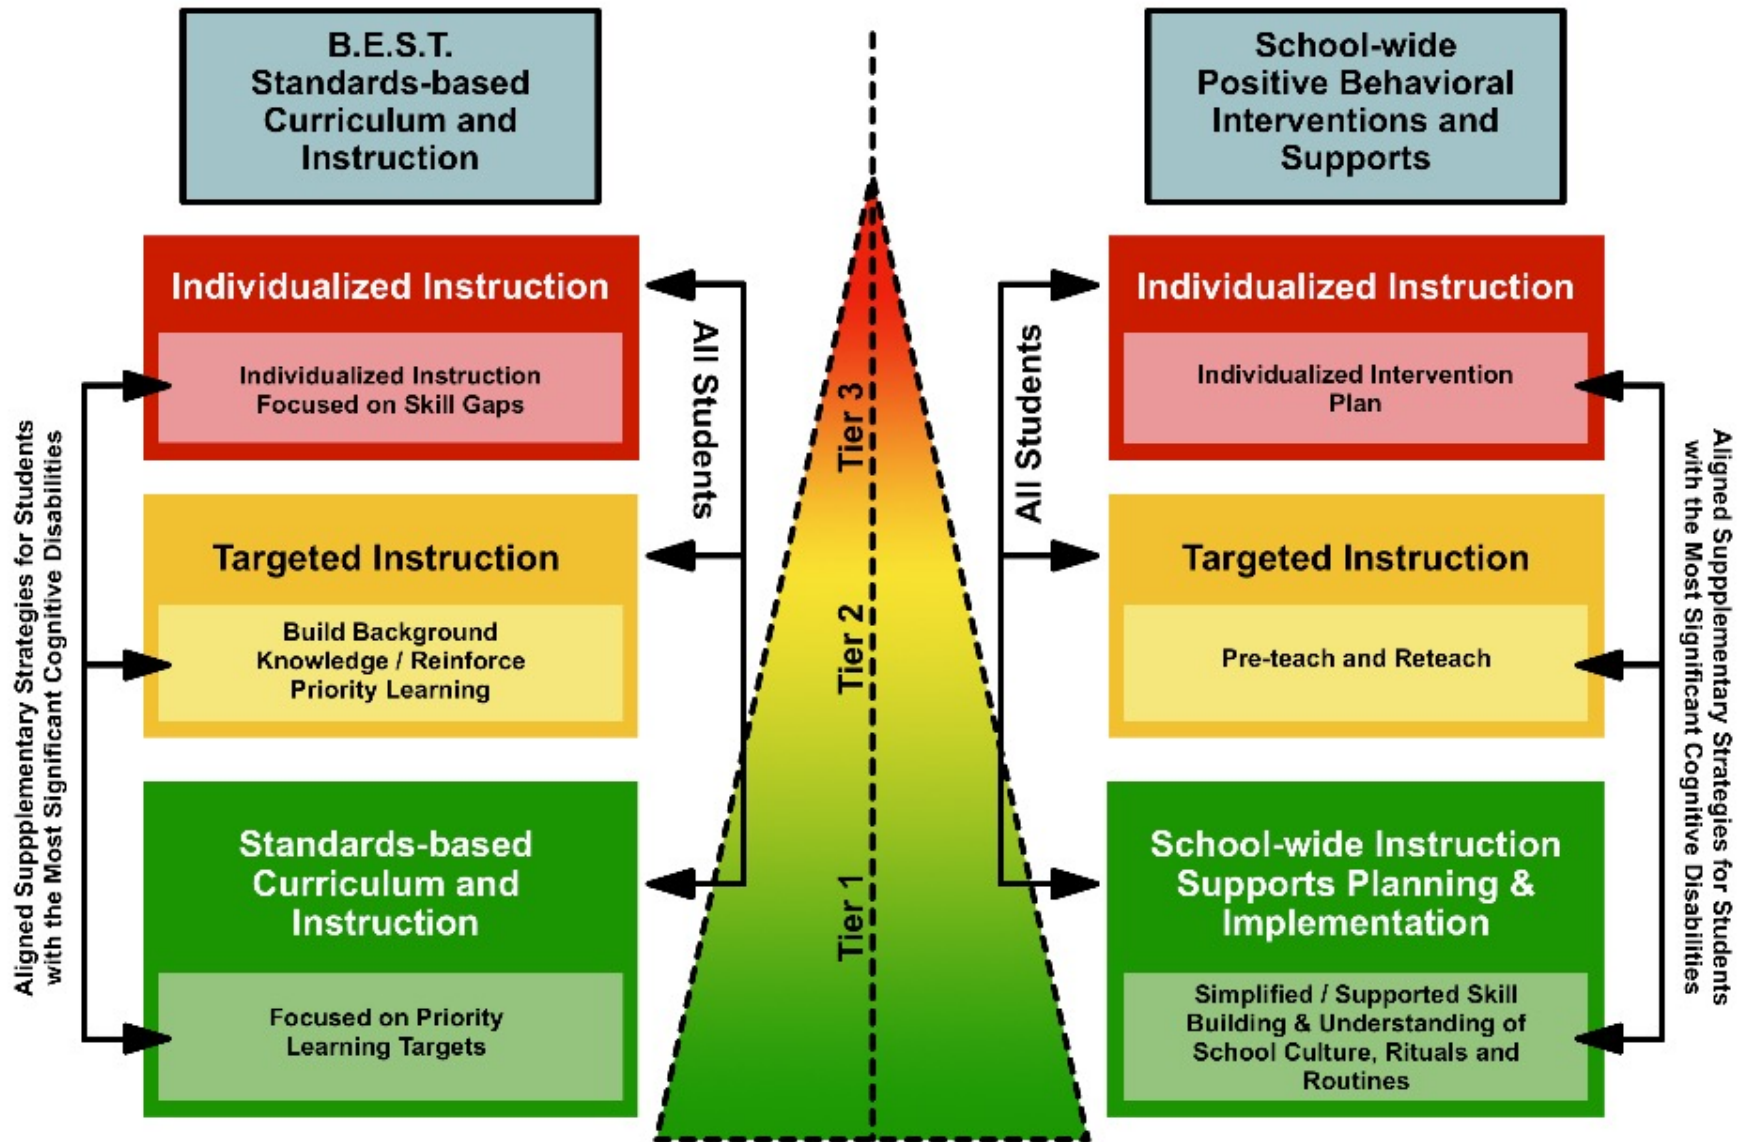 B.E.S.T.
Standards-based
Curriculum and
Instruction
School-wide
Positive Behavioral
Interventions and
Supports
Aligned Suppplementary Strategies for Students
with the Most Significant Cognitive Disabilities
Individualized Instruction
Individualized Instruction
Focused on Skill Gaps
Targeted Instruction
Build Background
Knowledge / Reinforce
Priority Learning
Standards-based
Curriculum and
Instruction
Focused on Priority
Learning Targets
All Students
Tier 3
Tier 2
Tier 1
All Students
Individualized Instruction
Individualized Intervention
Plan
Targeted Instruction
Pre-teach and Reteach
School-wide Instruction
Supports Planning &
Implementation
Simplified / Supported Skill
Building & Understanding of
School Culture, Rituals and
Routines
Aligned Suppplementary Strategies for Students
with the Most Significant Cognitive Disabilities